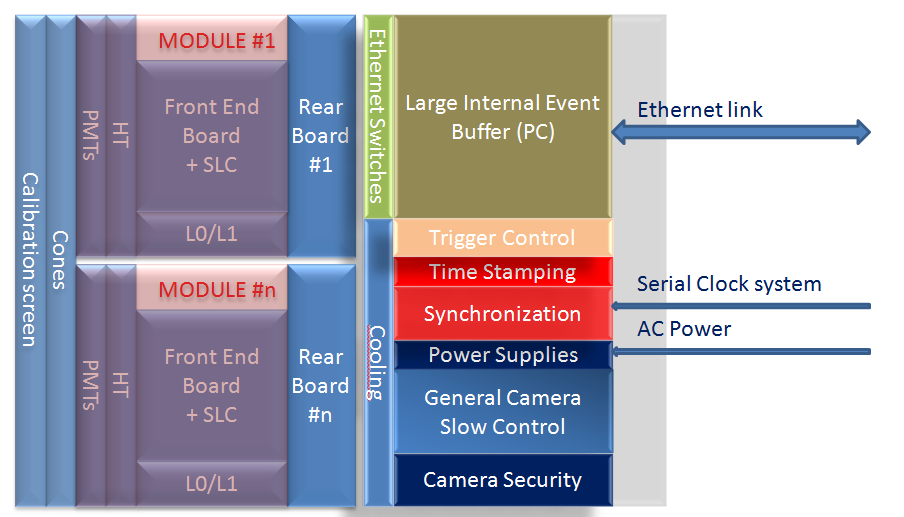 Calibration screen
Cones
PMTs
HT
MODULE #1
Front End
Board
+ SLC
L0/L1
Rear
Board
#1
PMTs
HT
MODULE #n
Front End
Board
+ SLC
L0/L1
Rear
Board
#n
Ethernet Switches
Cooling
Large Internal Event
Buffer (PC)
Trigger Control
Time Stamping
Synchronization
Power Supplies
General Camera
Slow Control
Camera Security
Ethernet link
Serial Clock system
AC Power